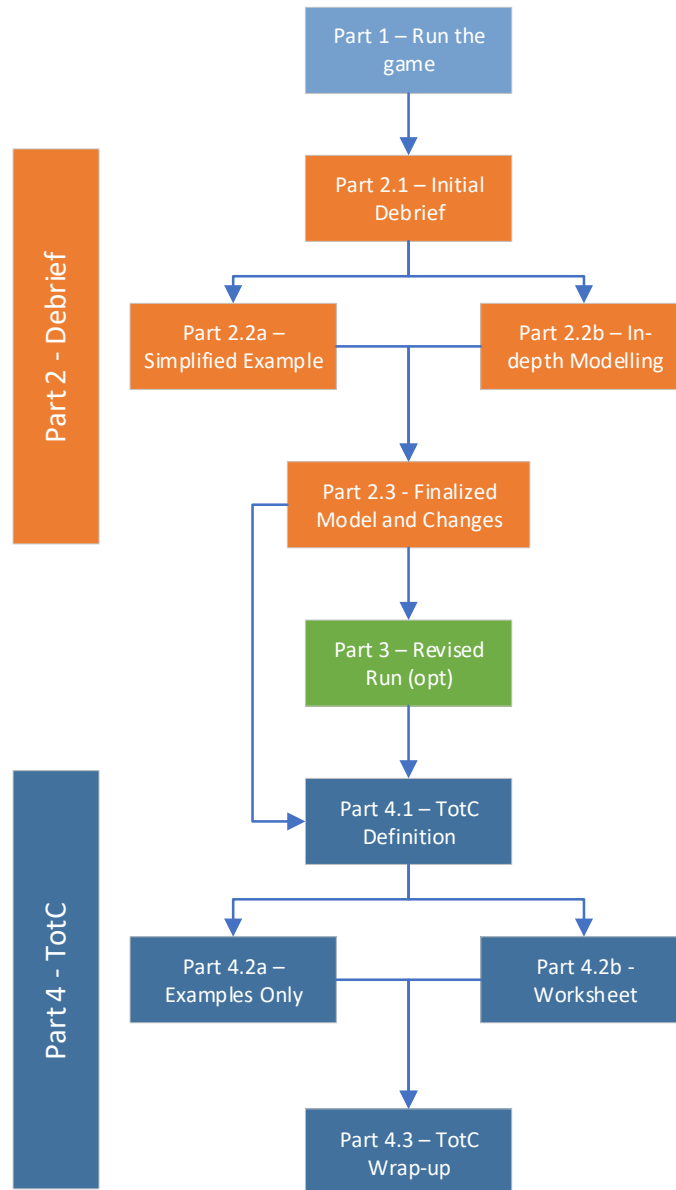 Part 1 – Run the
game
Part 2 - Debrief
Part 2.1 – Initial
Debrief
Part 2.2a –
Simplified Example
Part 2.2b – In-
depth Modelling
Part 2.3 - Finalized
Model and Changes
Part 3 – Revised
Run (opt)
Part 4 - TotC
Part 4.1 – TotC
Definition
Part 4.2a –
Examples Only
Part 4.2b -
Worksheet
Part 4.3 – TotC
Wrap-up